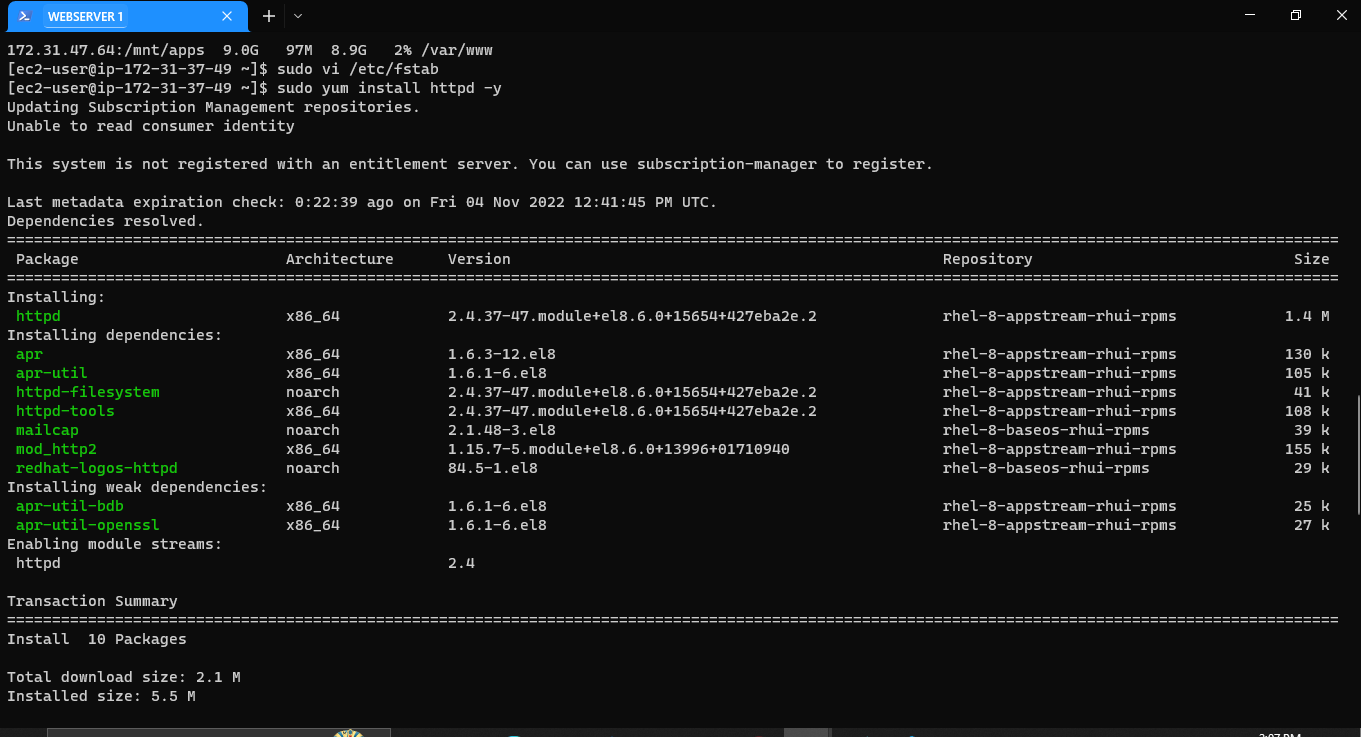 WEBSERVER 1
172.31.47.64:/mnt/apps 9.0G 97M 8.9G 2% /var/www
[ec2-user@ip-172-31-37-49 ~]$ sudo vi /etc/fstab
[ec2-user@ip-172-31-37-49 ~]$ sudo yum install httpd -y
Updating Subscription Management repositories.
Unable to read consumer identity
This system is not registered with an entitlement server. You can use subscription-manager to register.
Last metadata expiration check: 0:22:39 ago on Fri 04 Nov 2022 12:41:45 PM UTC.
Dependencies resolved.
====================================================================================================================================================
Package Architecture Version Repository Size
====================================================================================================================================================
Installing:
httpd x86_64 2.4.37-47.module+el8.6.0+15654+427eba2e.2 rhel-8-appstream-rhui-rpms 1.4 M
Installing dependencies:
apr x86_64 1.6.3-12.el8 rhel-8-appstream-rhui-rpms 130 k
apr-util x86_64 1.6.1-6.el8 rhel-8-appstream-rhui-rpms 105 k
httpd-filesystem noarch 2.4.37-47.module+el8.6.0+15654+427eba2e.2 rhel-8-appstream-rhui-rpms 41 k
httpd-tools x86_64 2.4.37-47.module+el8.6.0+15654+427eba2e.2 rhel-8-appstream-rhui-rpms 108 k
mailcap noarch 2.1.48-3.el8 rhel-8-baseos-rhui-rpms 39 k
mod_http2 x86_64 1.15.7-5.module+el8.6.0+13996+01710940 rhel-8-appstream-rhui-rpms 155 k
redhat-logos-httpd noarch 84.5-1.el8 rhel-8-baseos-rhui-rpms 29 k
Installing weak dependencies:
apr-util-bdb x86_64 1.6.1-6.el8 rhel-8-appstream-rhui-rpms 25 k
apr-util-openssl x86_64 1.6.1-6.el8 rhel-8-appstream-rhui-rpms 27 k
Enabling module streams:
httpd 2.4
Transaction Summary
====================================================================================================================================================
Install 10 Packages
Total download size: 2.1 M
Installed size: 5.5 M